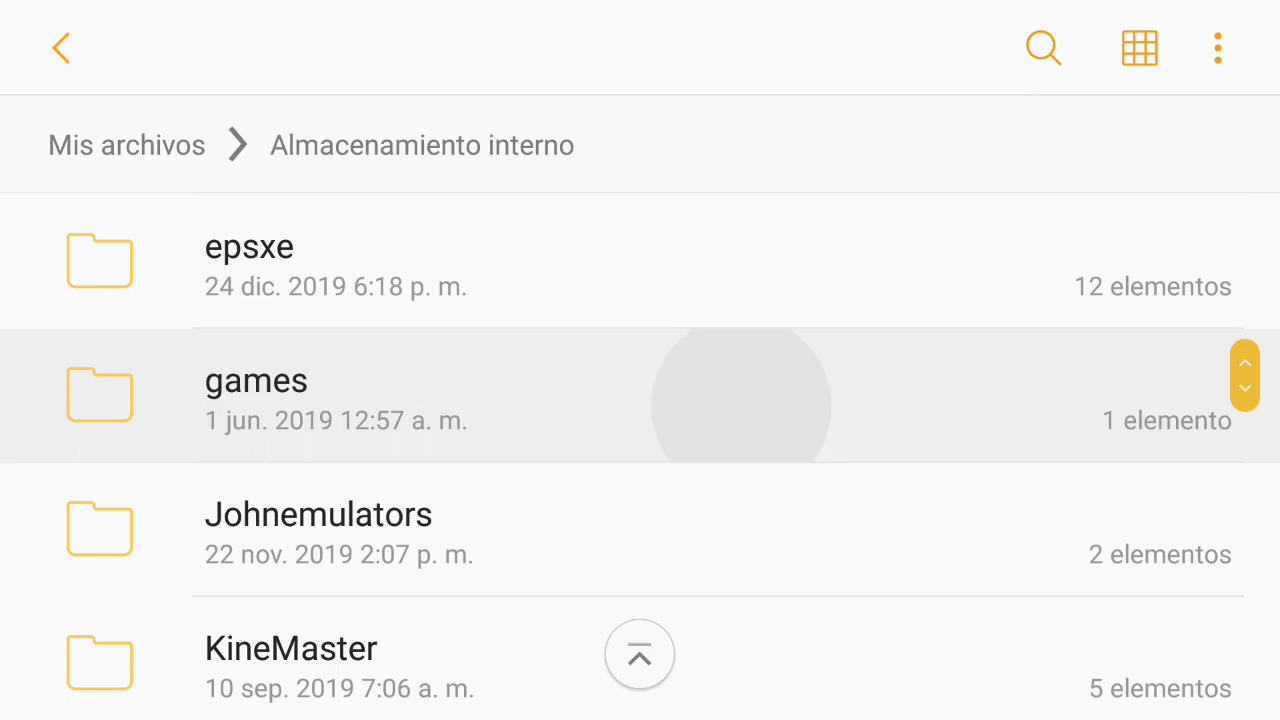 Mis archivos Almacenamiento interno
epsxe
24 dic. 2019 6:18 p. m. 12 elementos
games
1 jun. 2019 12:57 a. m. 1 elemento
Johnemulators
22 nov. 2019 2:07 p. m. 2 elementos
KineMaster
10 sep. 2019 7:06 a. m. 5 elementos